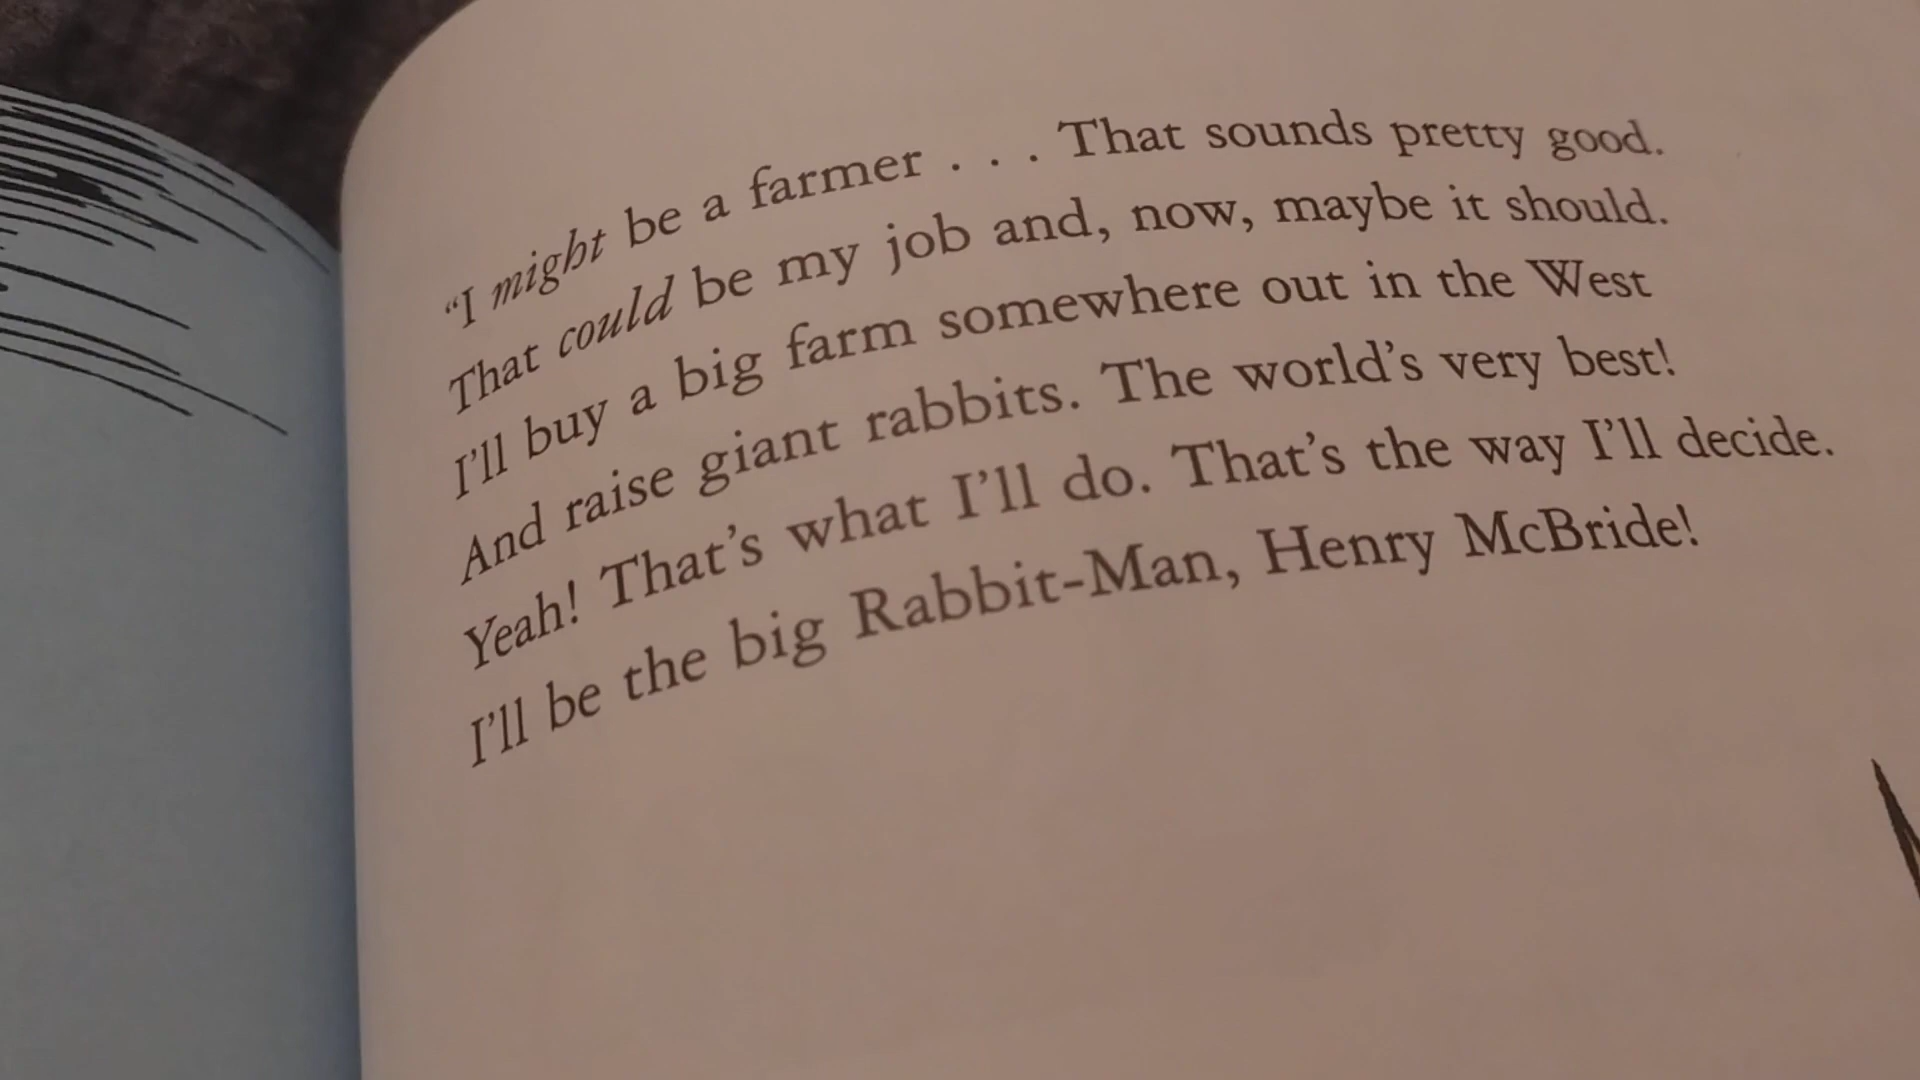 “I might be a farmer . . . That sounds pretty good.
That could be my job and, now, maybe it should.
I’ll buy a big farm somewhere out in the West
And raise giant rabbits. The world’s very best!
Yeah! That’s what I’ll do. That’s the way I’ll decide.
I’ll be the big Rabbit-Man, Henry McBride!